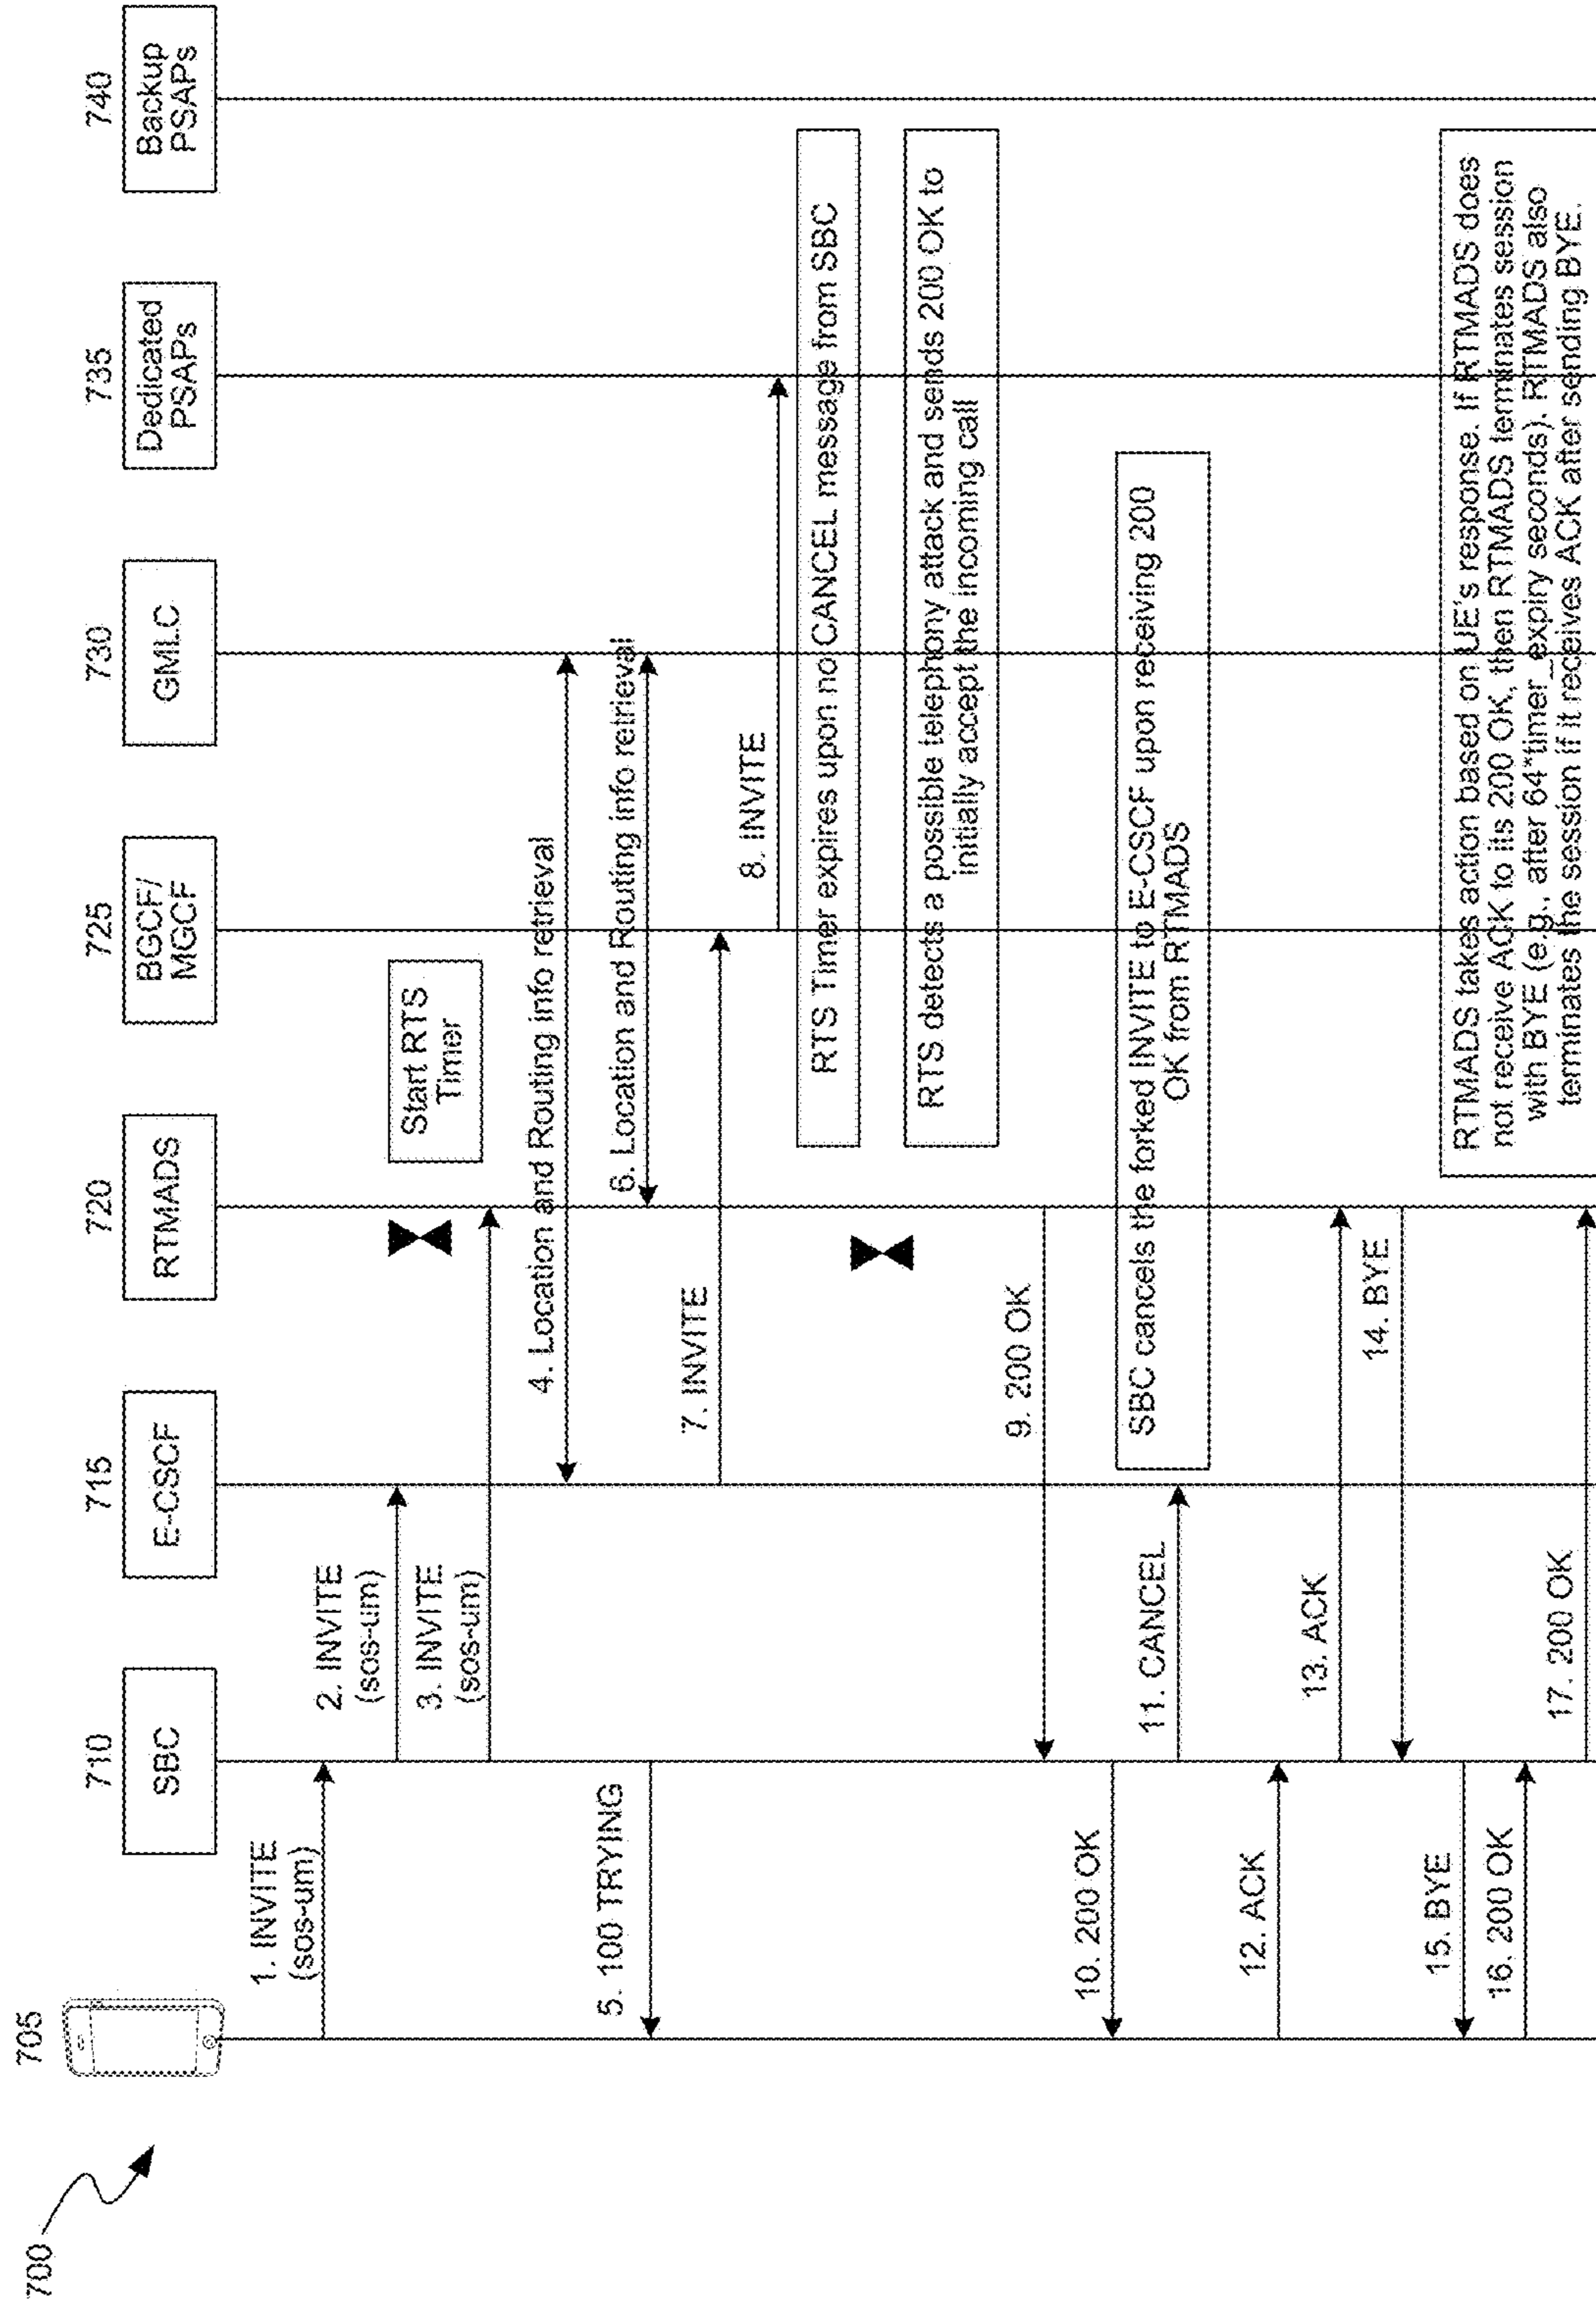 700
705
710
715
720
725
730
735
740
SBC
E-CSCF
RTMADS
BGCF/
MGCF
GMLC
Dedicated
PSAPs
Backup
PSAPs
1. INVITE
(sos-um)
2. INVITE
(sos-um)
Start RTS
Timer
3. INVITE
(sos-um)
4. Location and Routing info retrieval
5. 100 TRYING
6. Location and Routing info retrieval
7. INVITE
8. INVITE
RTS Timer expires upon no CANCEL message from SBC
RTS detects a possible telephony attack and sends 200 OK to
initially accept the incoming call
9. 200 OK
10. 200 OK
SBC cancels the forked INVITE to E-CSCF upon receiving 200
OK from RTMADS
11. CANCEL
12. ACK
13. ACK
14. BYE
15. BYE
16. 200 OK
RTMADS takes action based on UE's response. If RTMADS does
not receive ACK to its 200 OK, then RTMADS terminates session
with BYE (e.g., after 64*timer_expiry seconds). RTMADS also
terminates the session if it receives ACK after sending BYE.
17. 200 OK